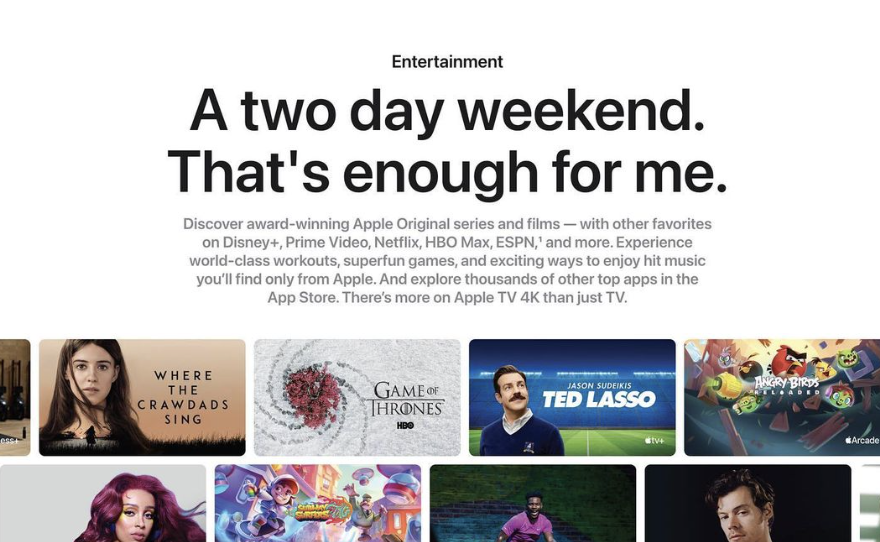 Entertainment
A two day weekend.
That's enough for me.
Discover award-winning Apple Original series and films — with other favorites
on Disney+, Prime Video, Netflix, HBO Max, ESPN,¹ and more. Experience
world-class workouts, superfun games, and exciting ways to enjoy hit music
you’ll find only from Apple. And explore thousands of other top apps in the
App Store. There’s more on Apple TV 4K than just TV.
ess+
WHERE
THE
CRAWDADS
SING
GAME OF
THRONES
HBO
JASON SUDEIKIS
TED LASSO
tv+
ANGRY BIRDS
RELOADED
Arcade
SUBWAY
SURFERS